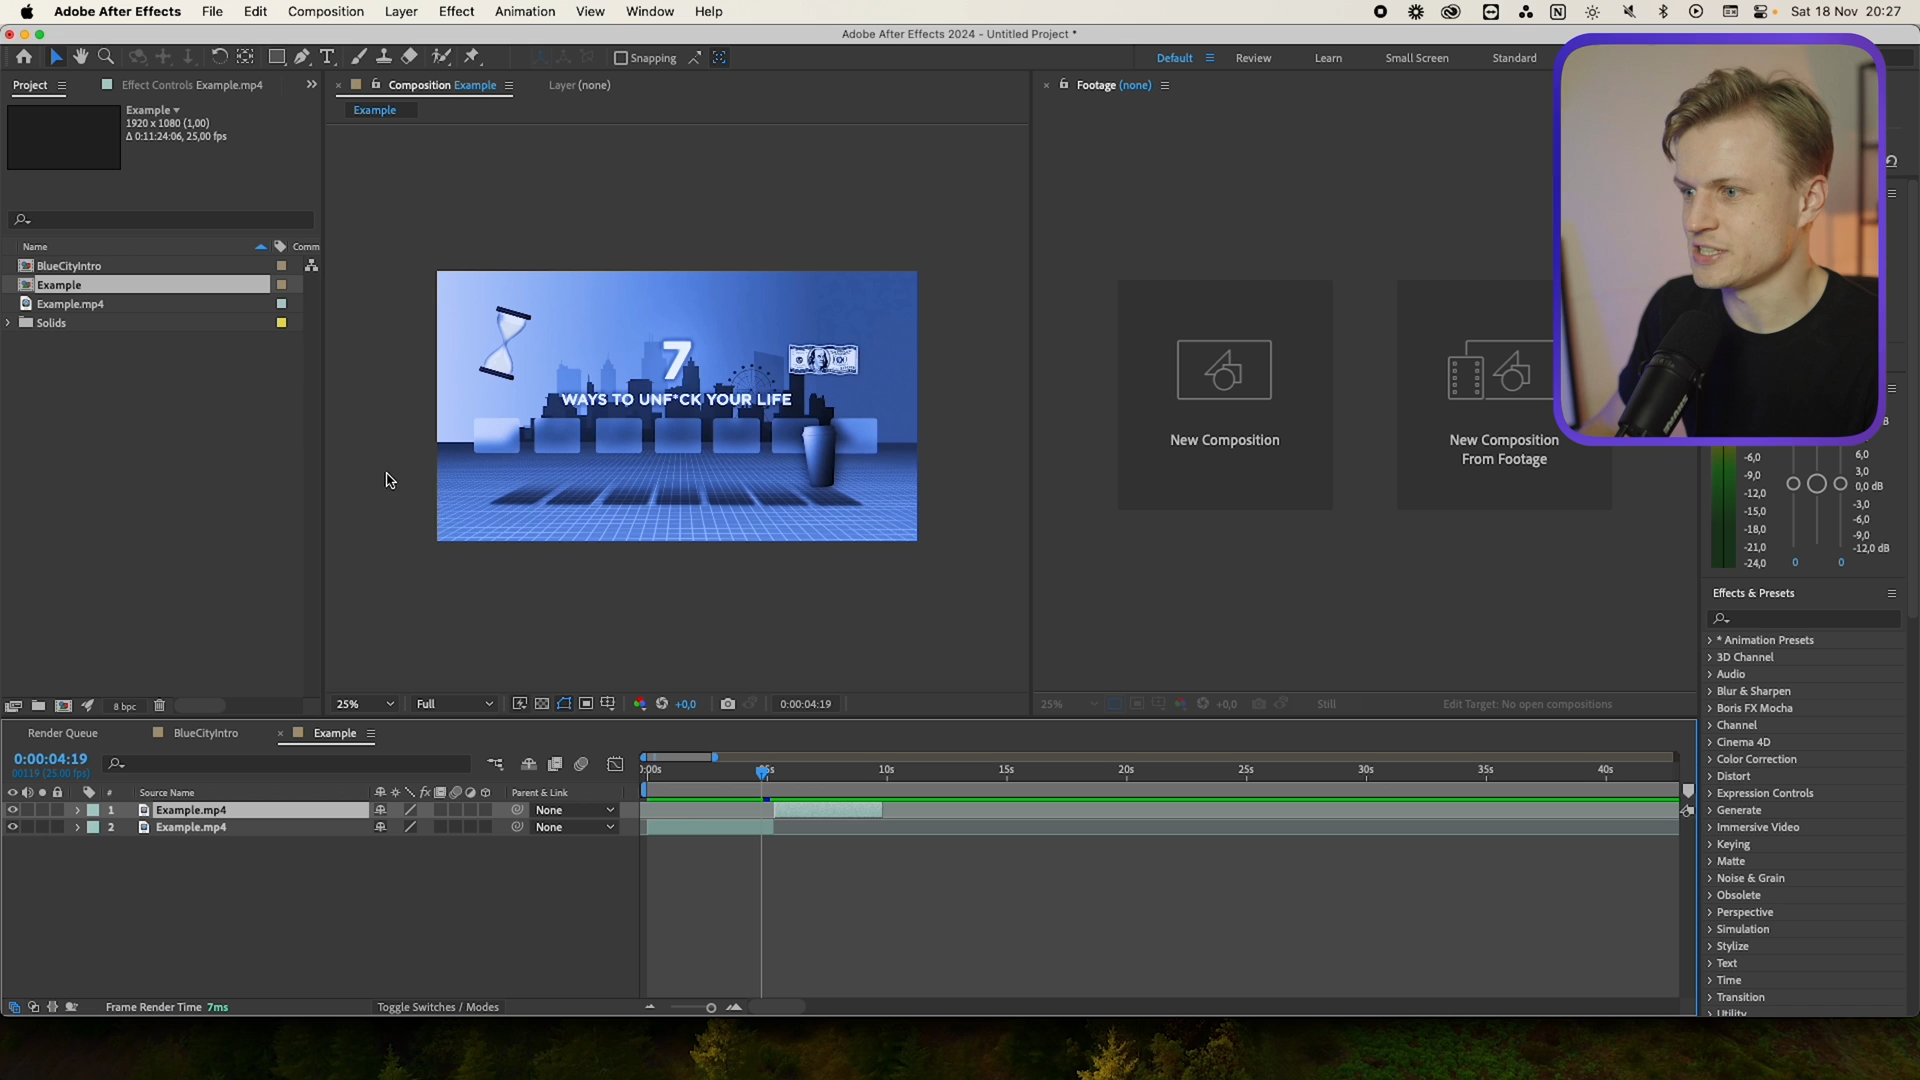 Adobe After Effects File Edit Composition Layer Effect Animation View Window Help Sat 18 Nov 20:27
Adobe After Effects 2024 - Untitled Project *
Snapping Default Review Learn Small Screen Standard
Project Effect Controls Example.mp4 Composition Example Layer (none) Footage (none)
Example
Example
1920 x 1080 (1,00)
Δ 0:11:24:06, 25,00 fps
Name Comm
BlueCityIntro
Example
Example.mp4
Solids
7
WAYS TO UNF*CK YOUR LIFE
New Composition
New Composition
From Footage
-6,0
-9,0
-12,0
-15,0
-18,0
-21,0
-24,0
6,0
3,0
0,0 dB
-3,0
-6,0
-9,0
-12,0 dB
0 0
8 bpc
25% Full +0,0 0:00:04:19
25% +0,0 Still Edit Target: No open compositions
Render Queue BlueCityIntro Example
0:00:04:19
00119 (25.00 fps)
# Source Name Parent & Link
1 Example.mp4 None
2 Example.mp4 None
10s 15s 20s 25s 30s 35s 40s
Frame Render Time 7ms Toggle Switches / Modes
Effects & Presets
* Animation Presets
3D Channel
Audio
Blur & Sharpen
Boris FX Mocha
Channel
Cinema 4D
Color Correction
Distort
Expression Controls
Generate
Immersive Video
Keying
Matte
Noise & Grain
Obsolete
Perspective
Simulation
Stylize
Text
Time
Transition
Utility